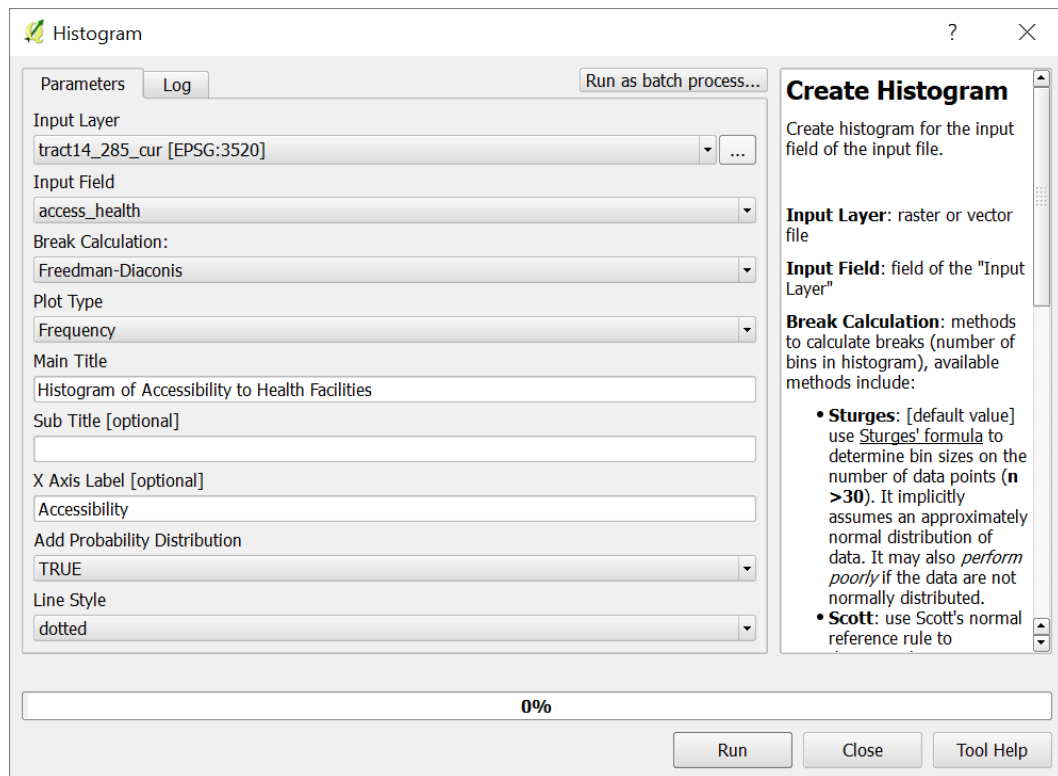 Histogram
?
Parameters
Log
Run as batch process...
Input Layer
tract14_285_cur [EPSG:3520]
...
Input Field
access_health
Break Calculation:
Freedman-Diaconis
Plot Type
Frequency
Main Title
Histogram of Accessibility to Health Facilities
Sub Title [optional]
X Axis Label [optional]
Accessibility
Add Probability Distribution
TRUE
Line Style
dotted
Create Histogram
Create histogram for the input
field of the input file.
Input Layer: raster or vector
file
Input Field: field of the "Input
Layer"
Break Calculation: methods
to calculate breaks (number of
bins in histogram), available
methods include:
• Sturges: [default value]
use Sturges' formula to
determine bin sizes on the
number of data points (n
>30). It implicitly
assumes an approximately
normal distribution of
data. It may also perform
poorly if the data are not
normally distributed.
• Scott: use Scott's normal
reference rule to
0%
Run
Close
Tool Help